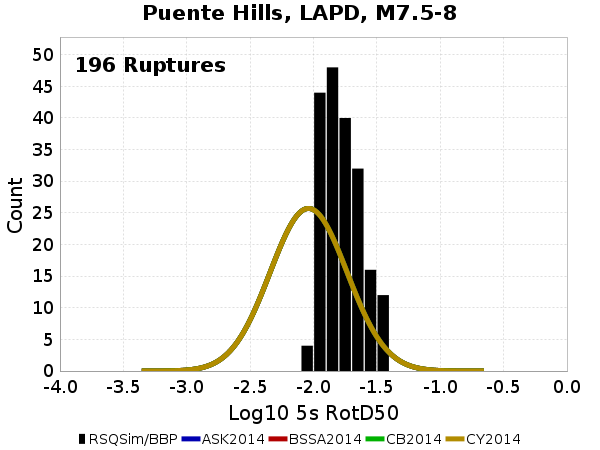 Puente Hills, LAPD, M7.5-8
196 Ruptures
Count
50
45
40
35
30
25
20
15
10
5
0
-4.0 -3.5 -3.0 -2.5 -2.0 -1.5 -1.0 -0.5 0.0
Log10 5s RotD50
RSQSim/BBP ASK2014 BSSA2014 CB2014 CY2014